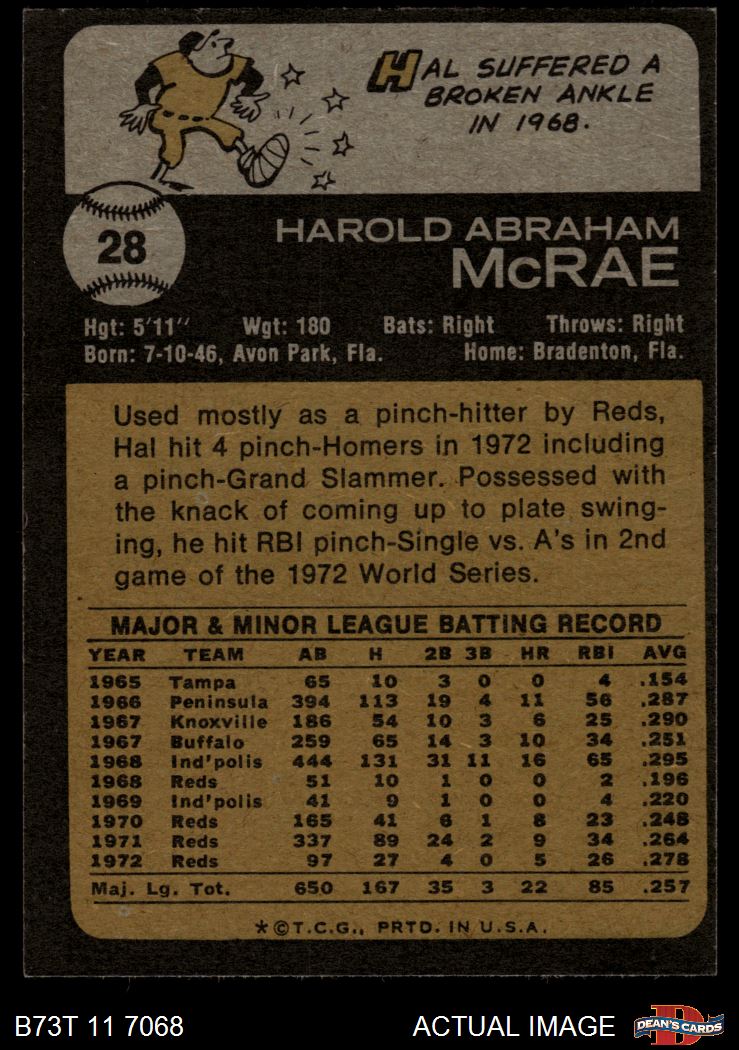 HAL SUFFERED A
BROKEN ANKLE
IN 1968.
28
HAROLD ABRAHAM
McRAE
Hgt: 5'11" Wgt: 180 Bats: Right Throws: Right
Born: 7-10-46, Avon Park, Fla. Home: Bradenton, Fla.
Used mostly as a pinch-hitter by Reds,
Hal hit 4 pinch-Homers in 1972 including
a pinch-Grand Slammer. Possessed with
the knack of coming up to plate swing-
ing, he hit RBI pinch-Single vs. A's in 2nd
game of the 1972 World Series.
MAJOR & MINOR LEAGUE BATTING RECORD
YEAR TEAM AB H 2B 3B HR RBI AVG
1965 Tampa 65 10 3 0 0 4 .154
1966 Peninsula 394 113 19 4 11 56 .287
1967 Knoxville 186 54 10 3 6 25 .290
1967 Buffalo 259 65 14 3 10 34 .251
1968 Ind'polis 444 131 31 11 16 65 .295
1968 Reds 51 10 1 0 0 2 .196
1969 Ind'polis 41 9 1 0 0 4 .220
1970 Reds 165 41 6 1 8 23 .248
1971 Reds 337 89 24 2 9 34 .264
1972 Reds 97 27 4 0 5 26 .278
Maj. Lg. Tot. 650 167 35 3 22 85 .257
*©T.C.G., PRTD. IN U.S.A.
B73T 11 7068 ACTUAL IMAGE D DEAN'S CARDS